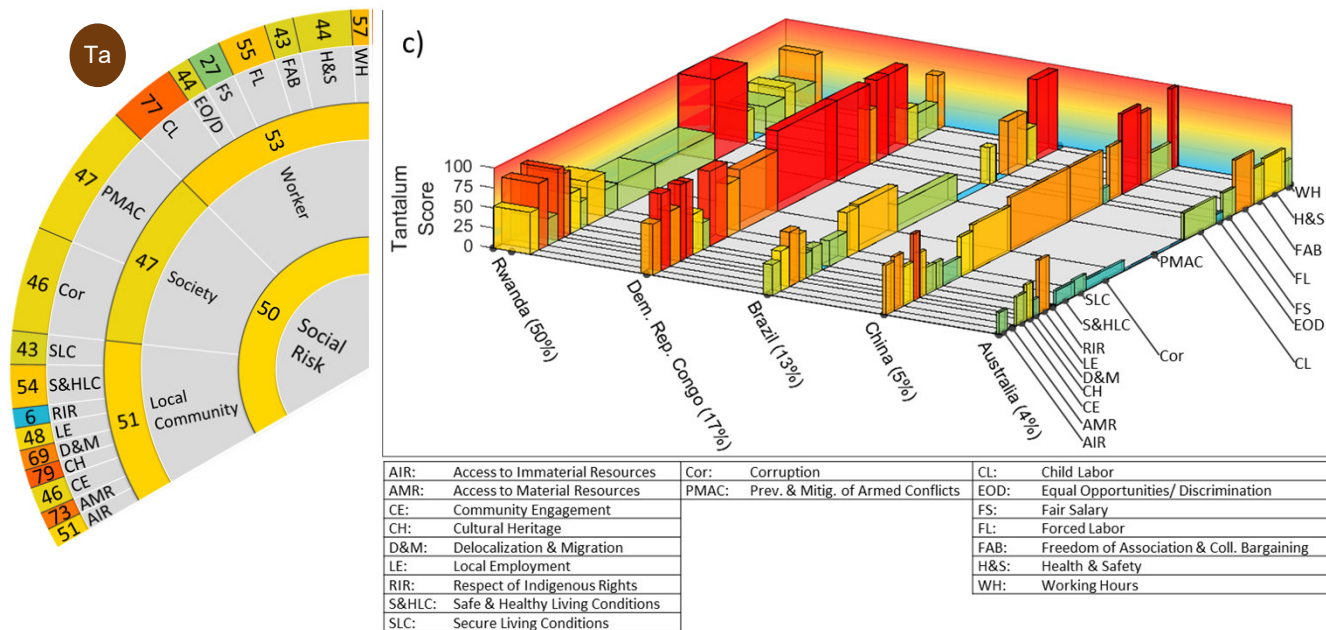 Ta
77
CL
44
EO/D
27
FS
55
FL
43
FAB
44
H&S
57
WH
47
PMAC
46
Cor
43
SLC
54
S&HLC
6
RIR
48
LE
69
D&M
79
CH
46
CE
73
AMR
51
AIR
53
Worker
47
Society
51
Local
Community
50
Social
Risk
c)
100
75
50
25
0
Tantalum
Score
Rwanda (50%)
Dem. Rep. Congo (17%)
Brazil (13%)
China (5%)
Australia (4%)
WH
H&S
FAB
FL
FS
EOD
CL
PMAC
Cor
SLC
S&HLC
RIR
LE
D&M
CH
CE
AMR
AIR
AIR: Access to Immaterial Resources Cor: Corruption CL: Child Labor
AMR: Access to Material Resources PMAC: Prev. & Mitig. of Armed Conflicts EOD: Equal Opportunities/ Discrimination
CE: Community Engagement FS: Fair Salary
CH: Cultural Heritage FL: Forced Labor
D&M: Delocalization & Migration FAB: Freedom of Association & Coll. Bargaining
LE: Local Employment H&S: Health & Safety
RIR: Respect of Indigenous Rights WH: Working Hours
S&HLC: Safe & Healthy Living Conditions
SLC: Secure Living Conditions